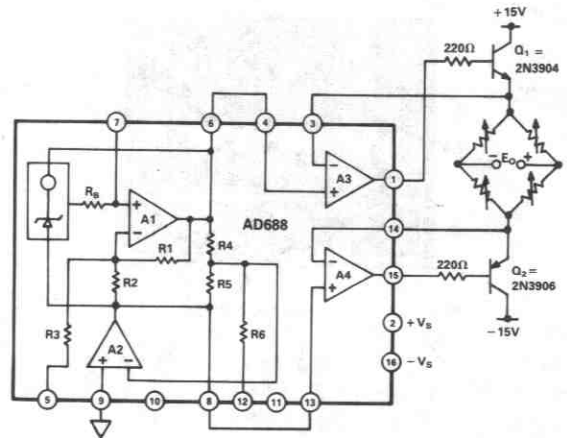 +15V
220Ω
Q1 =
2N3904
7
6
4
3
RB
+
−
A1
−
+
A3
1
− EO +
R1
R4
AD688
14
R2
R5
−
+
A4
15
220Ω
Q2 =
2N3906
R3
R6
A2
+ −
2
+VS
−15V
16
−VS
5
9
10
8
12
11
13